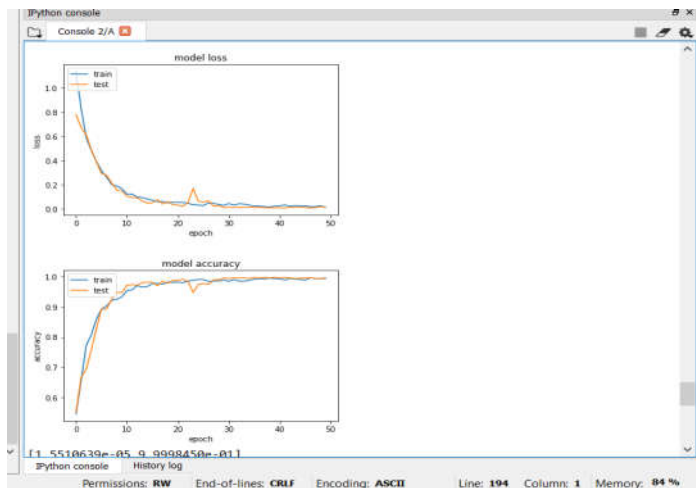 IPython console
Console 2/A
model loss
train
test
1.0
0.8
0.6
0.4
0.2
0.0
loss
0 10 20 30 40 50
epoch
model accuracy
train
test
1.0
0.9
0.8
0.7
0.6
accuracy
0 10 20 30 40 50
epoch
[1.5510639e-05 9.9998450e-01]
IPython console History log
Permissions: RW End-of-lines: CRLF Encoding: ASCII Line: 194 Column: 1 Memory: 84 %